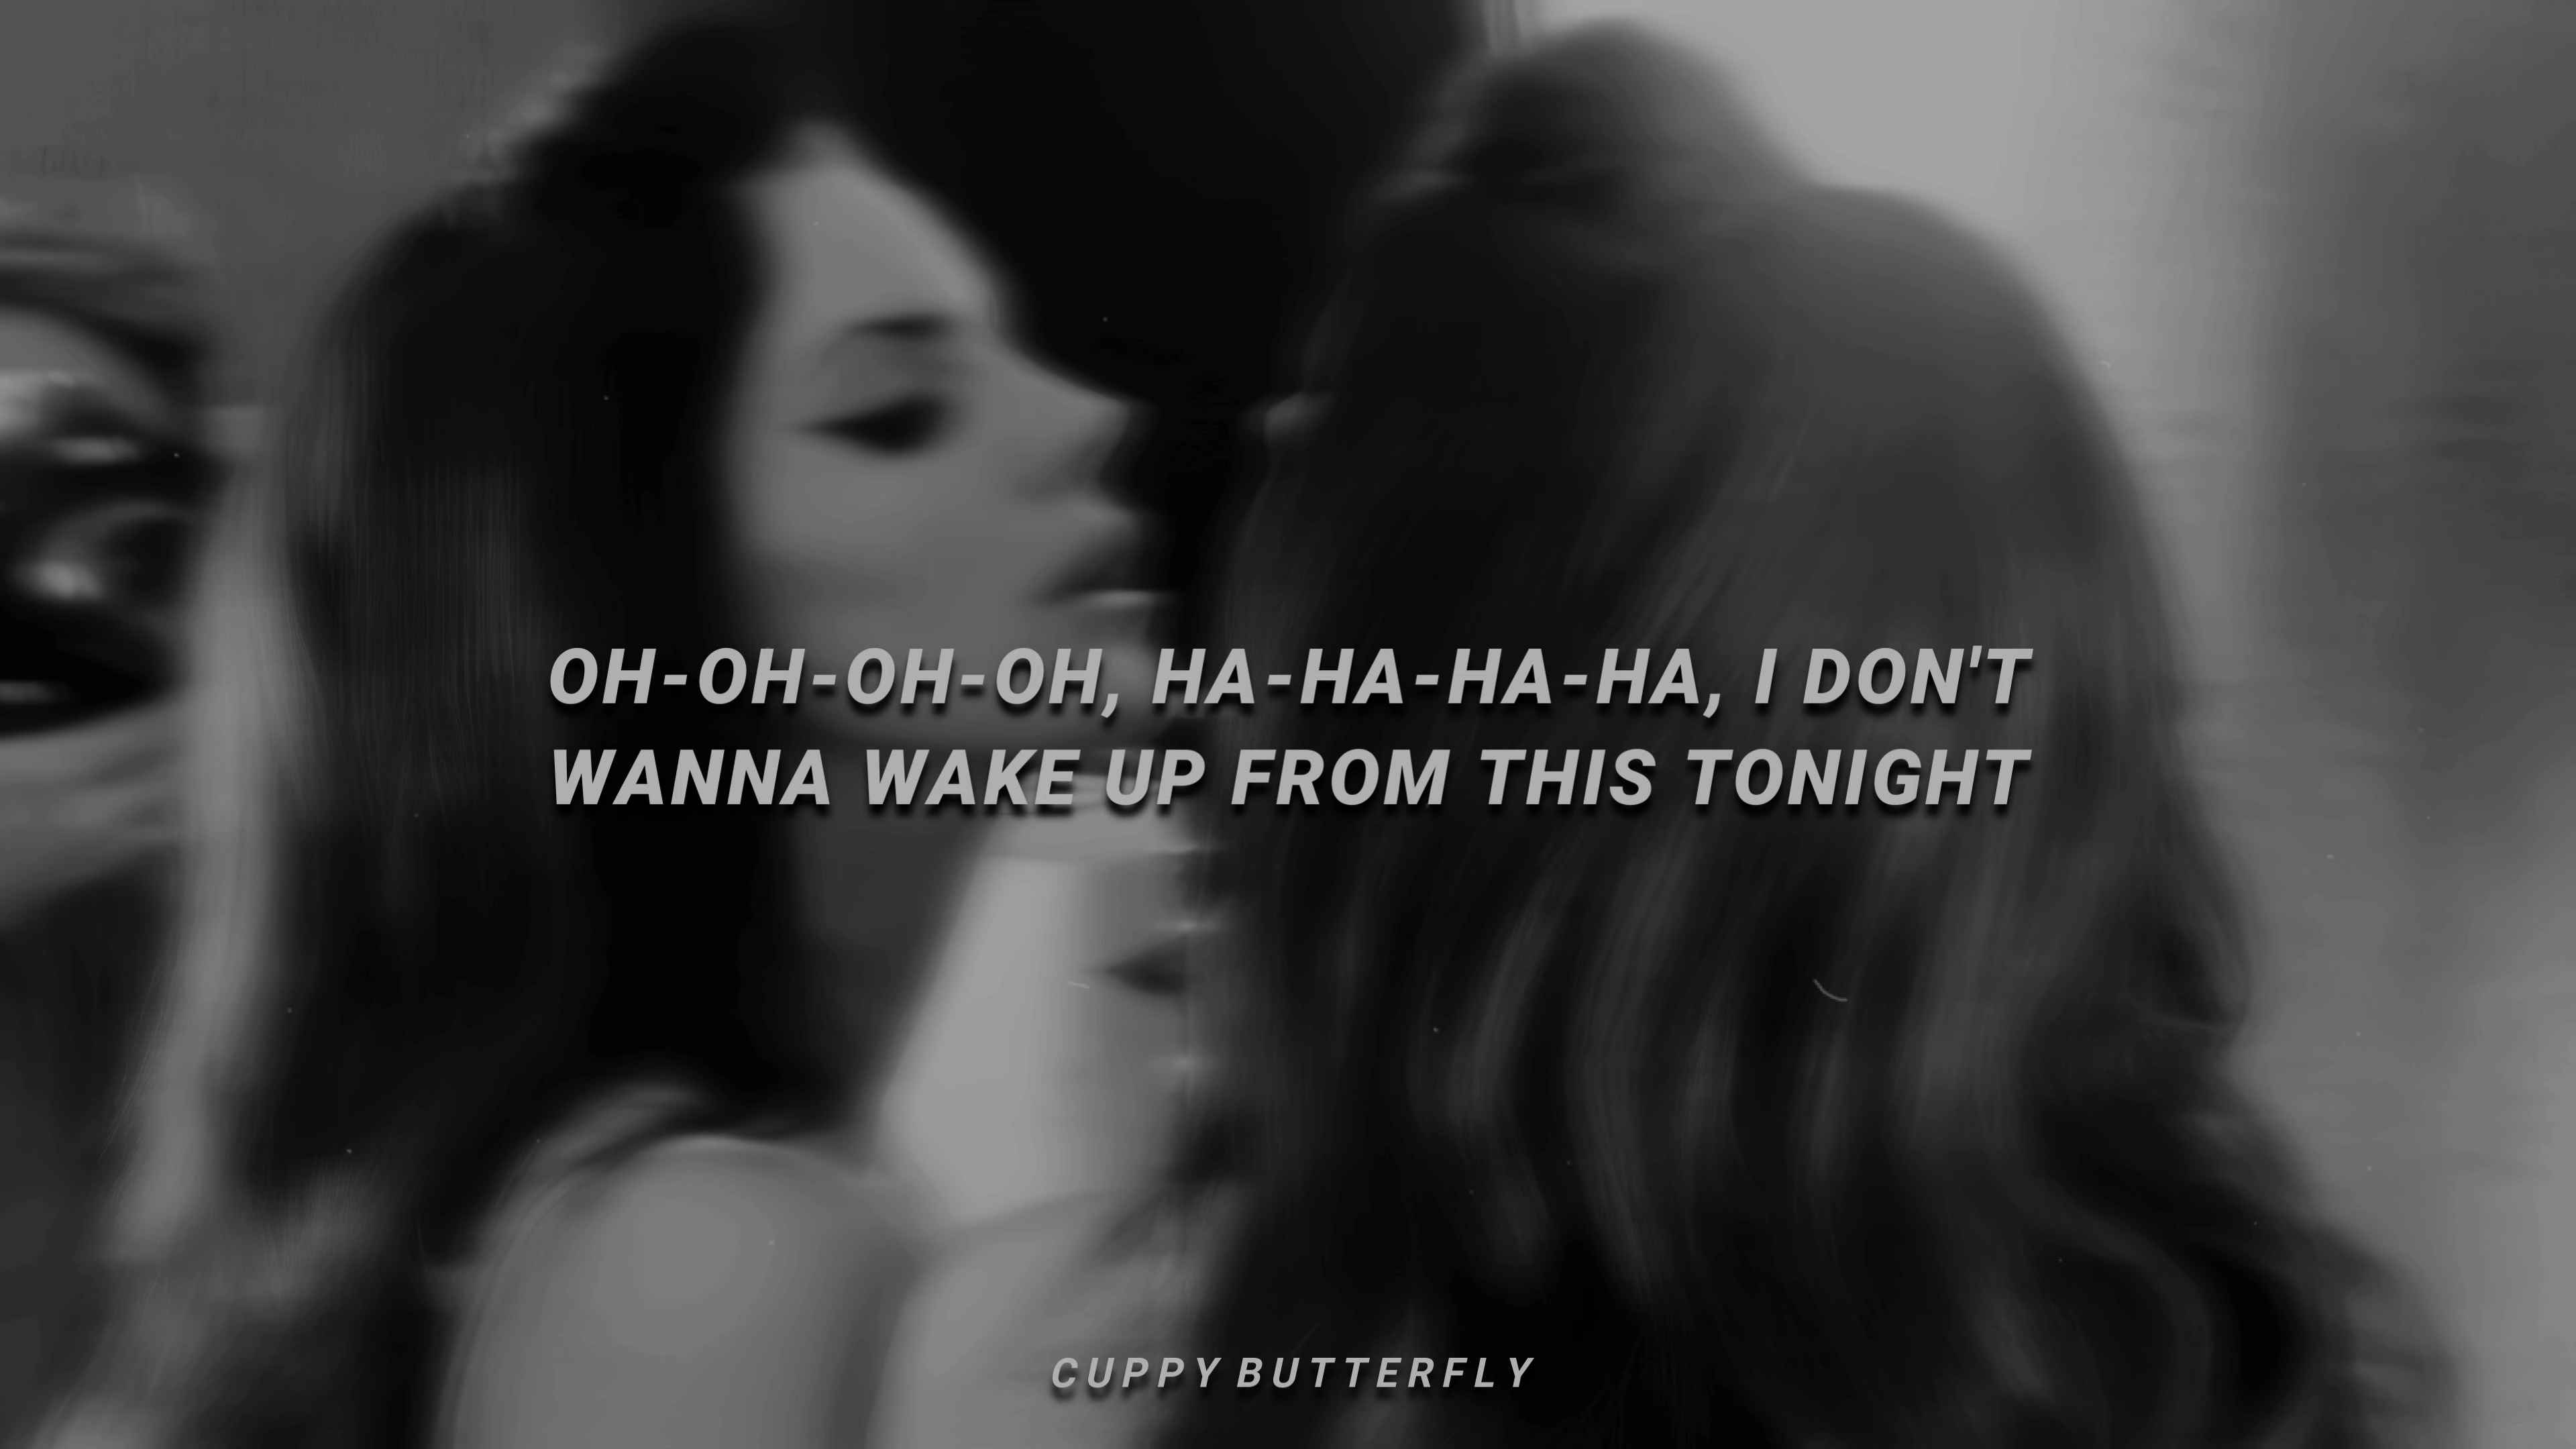 OH-OH-OH-OH, HA-HA-HA-HA, I DON'T
WANNA WAKE UP FROM THIS TONIGHT
CUPPY BUTTERFLY